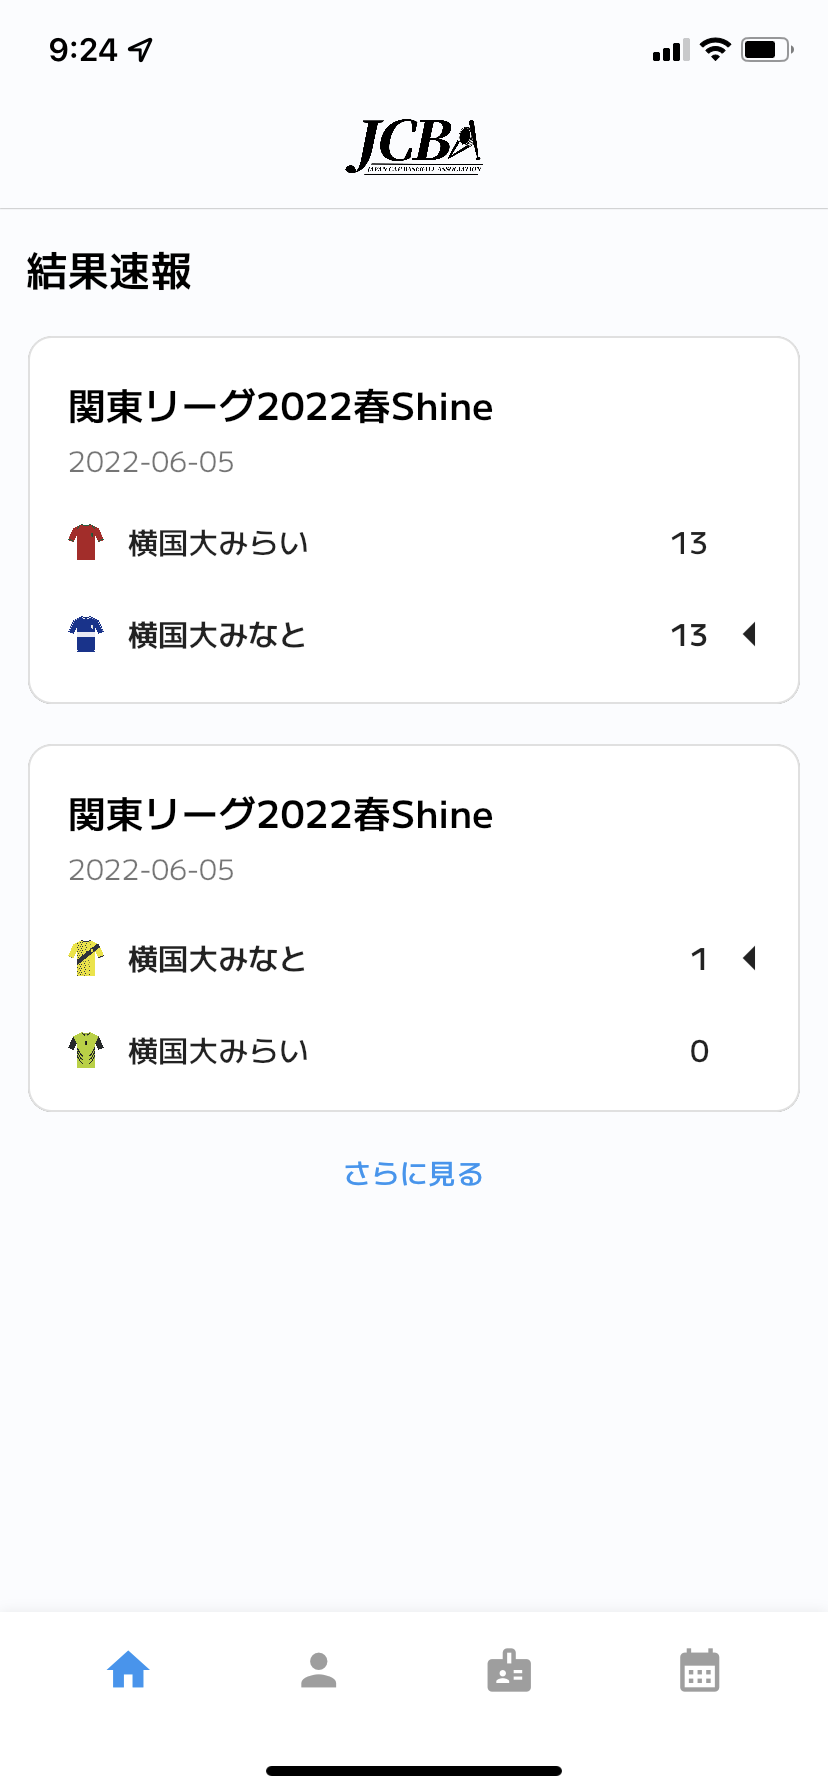 9:24
JCBA
JAPAN CAP BASEBALL ASSOCIATION
結果速報
関東リーグ2022春Shine
2022-06-05
横国大みらい 13
横国大みなと 13
関東リーグ2022春Shine
2022-06-05
横国大みなと 1
横国大みらい 0
さらに見る